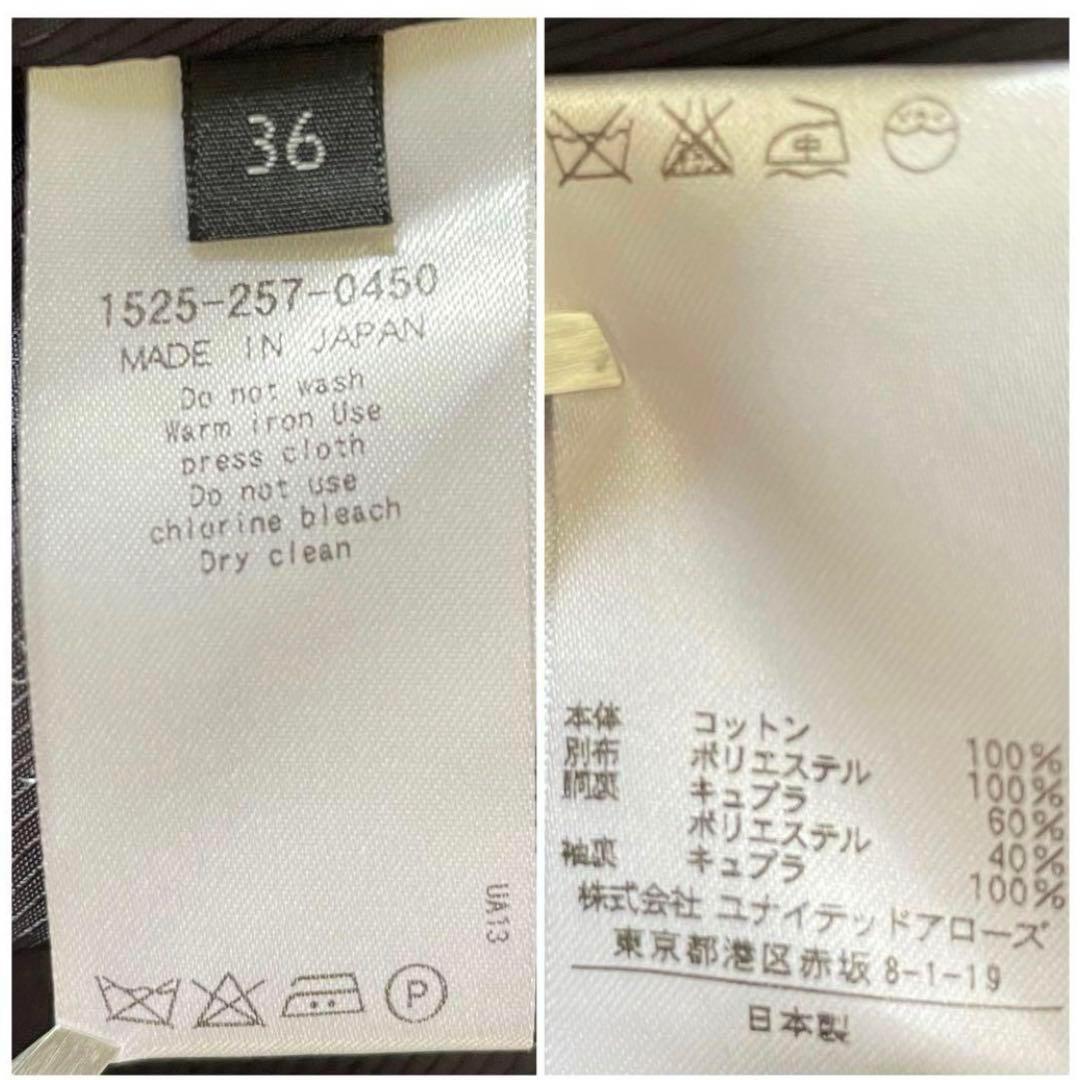 36
1525-257-0450
MADE IN JAPAN
Do not wash
Warm iron Use
press cloth
Do not use
chlorine bleach
Dry clean
UA13
P
中
本体 コットン 100%
別布 ポリエステル 100%
胴裏 キュプラ 60%
ポリエステル 40%
袖裏 キュプラ 100%
株式会社 ユナイテッドアローズ
東京都港区赤坂 8-1-19
日本製